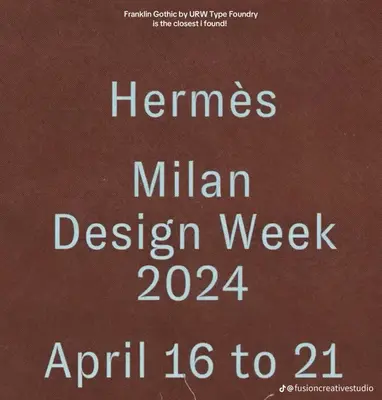 Franklin Gothic by URW Type Foundry
is the closest i found!
Hermès
Milan
Design Week
2024
April 16 to 21
@fusioncreativestudio